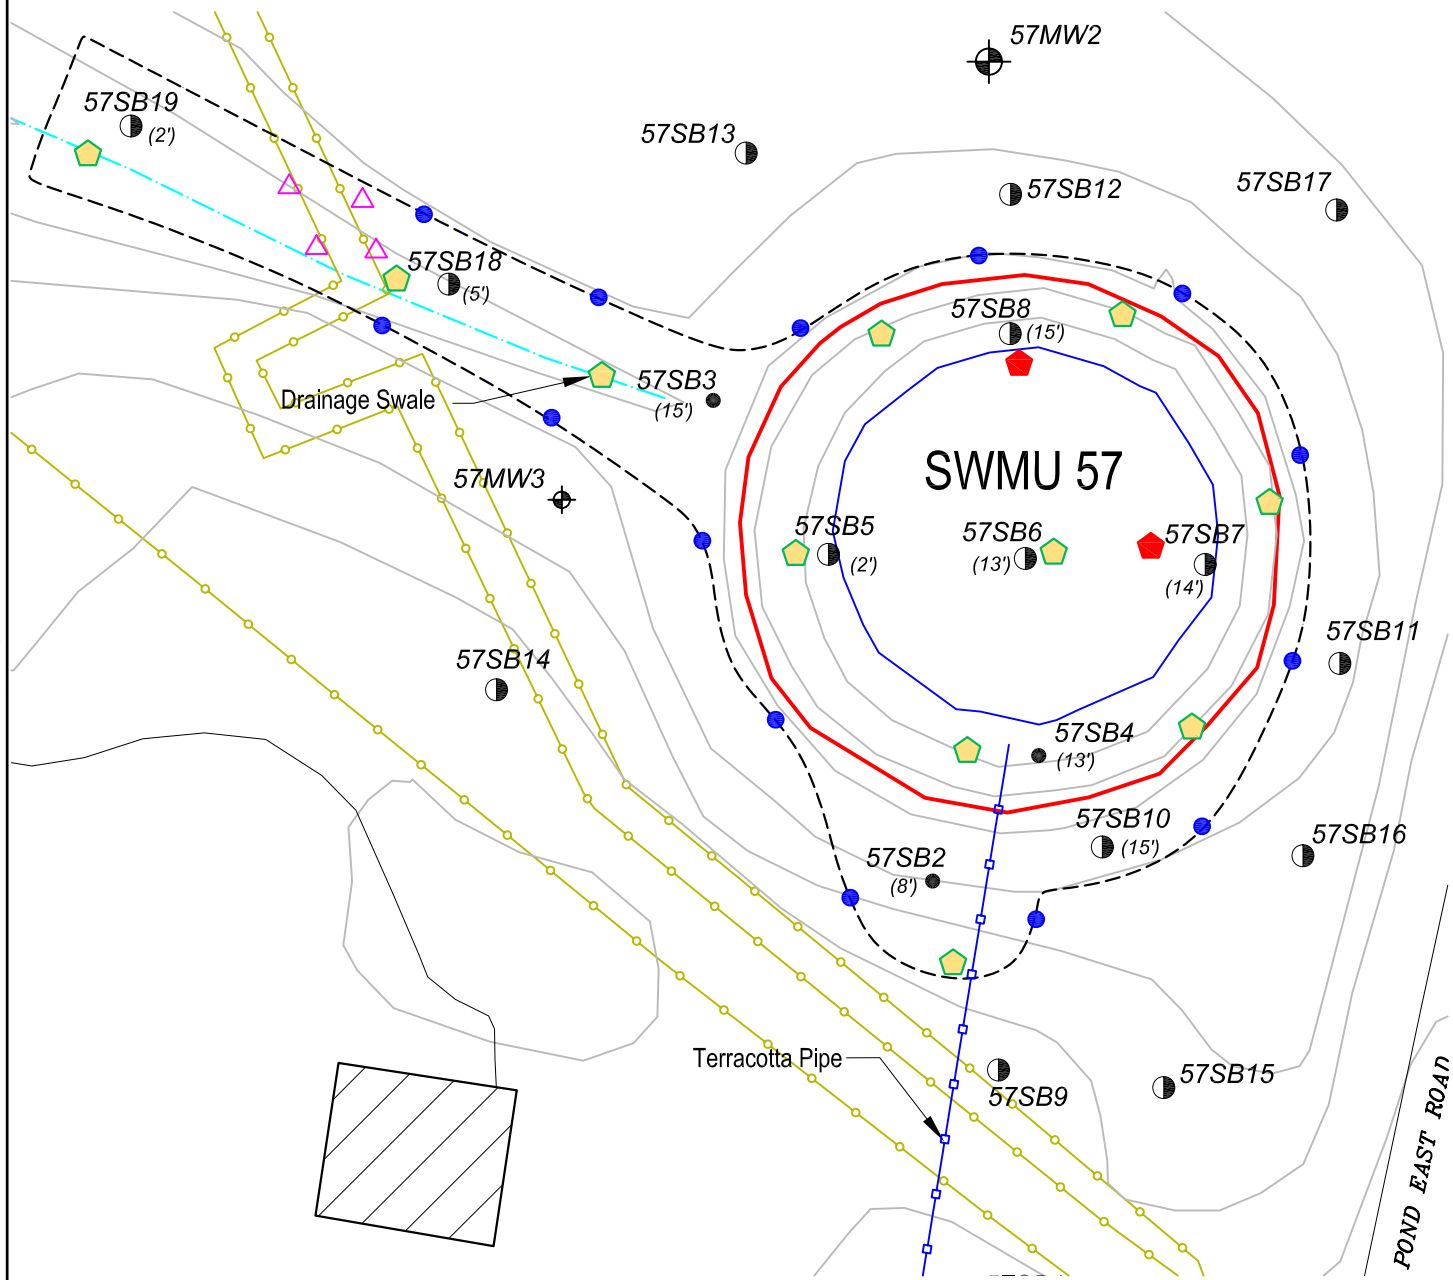 57MW2
57SB19
(2')
57SB13
57SB12
57SB17
57SB18
(5')
57SB8
(15')
57SB3
(15')
Drainage Swale
SWMU 57
57MW3
57SB5
(2')
57SB6
(13')
57SB7
(14')
57SB11
57SB14
57SB4
(13')
57SB10
(15')
57SB16
57SB2
(8')
Terracotta Pipe
57SB9
57SB15
POND EAST ROAD